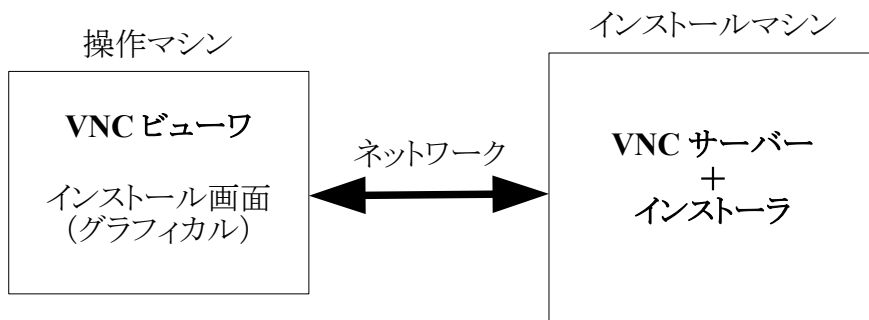 操作マシン
VNC ビューワ
インストール画面
(グラフィカル)
ネットワーク
インストールマシン
VNC サーバー
+
インストーラ